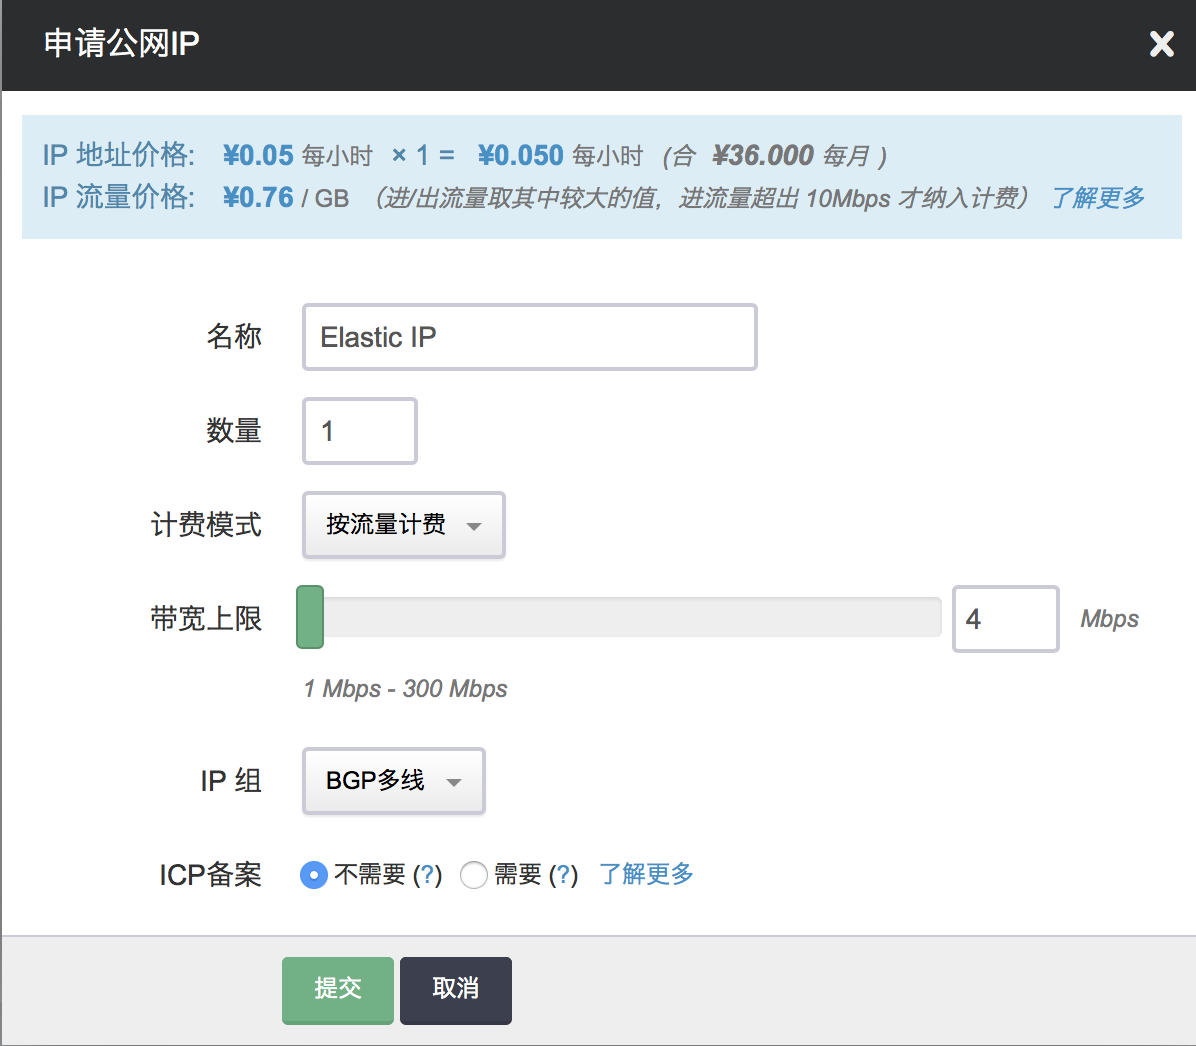 申请公网IP
IP 地址价格: ¥0.05 每小时 × 1 = ¥0.050 每小时 (合 ¥36.000 每月 )
IP 流量价格: ¥0.76 / GB （进/出流量取其中较大的值，进流量超出 10Mbps 才纳入计费） 了解更多
名称 Elastic IP
数量 1
计费模式 按流量计费
带宽上限 4 Mbps
1 Mbps - 300 Mbps
IP 组 BGP多线
ICP备案 不需要 (?) 需要 (?) 了解更多
提交 取消